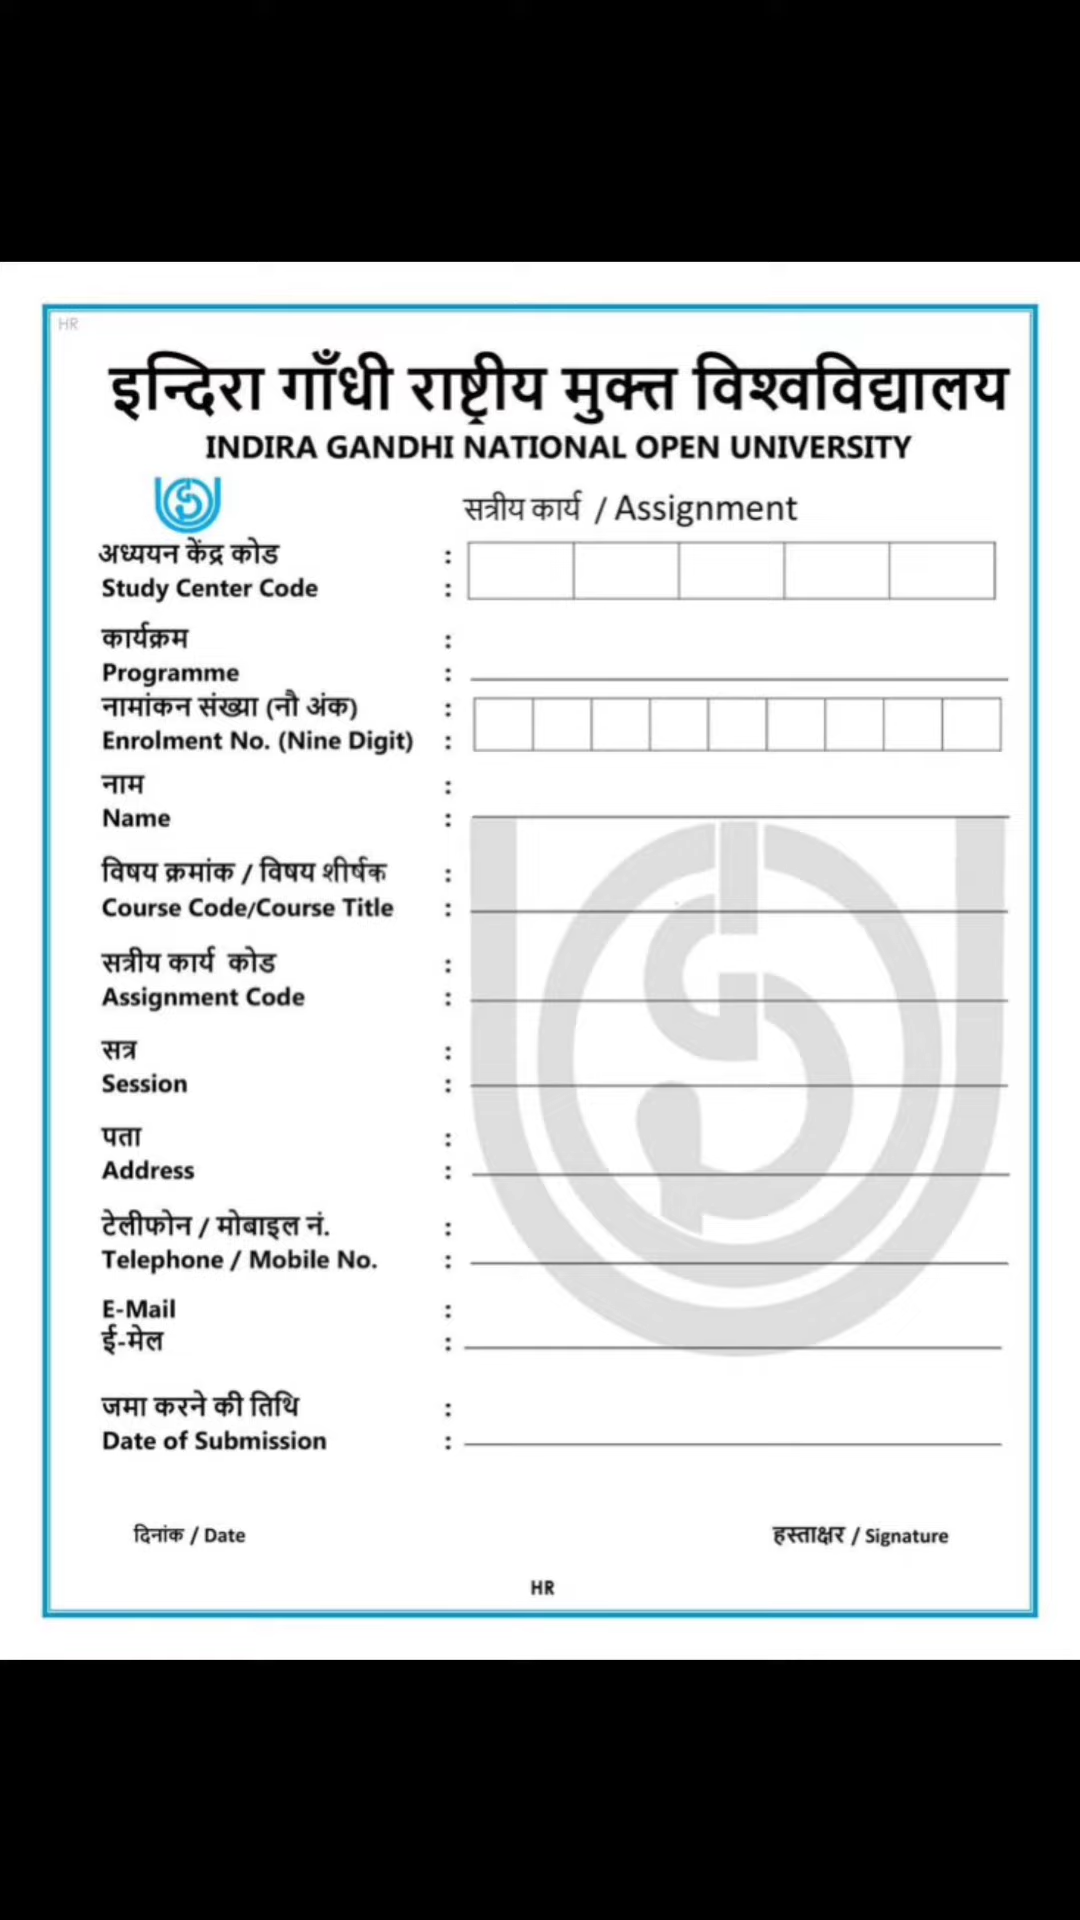 HR
इन्दिरा गाँधी राष्ट्रीय मुक्त विश्वविद्यालय
INDIRA GANDHI NATIONAL OPEN UNIVERSITY
सत्रीय कार्य / Assignment
अध्ययन केंद्र कोड :
Study Center Code :
कार्यक्रम :
Programme :
नामांकन संख्या (नौ अंक) :
Enrolment No. (Nine Digit) :
नाम :
Name :
विषय क्रमांक / विषय शीर्षक :
Course Code/Course Title :
सत्रीय कार्य कोड :
Assignment Code :
सत्र :
Session :
पता :
Address :
टेलीफोन / मोबाइल नं. :
Telephone / Mobile No. :
E-Mail :
ई-मेल :
जमा करने की तिथि :
Date of Submission :
दिनांक / Date हस्ताक्षर / Signature
HR